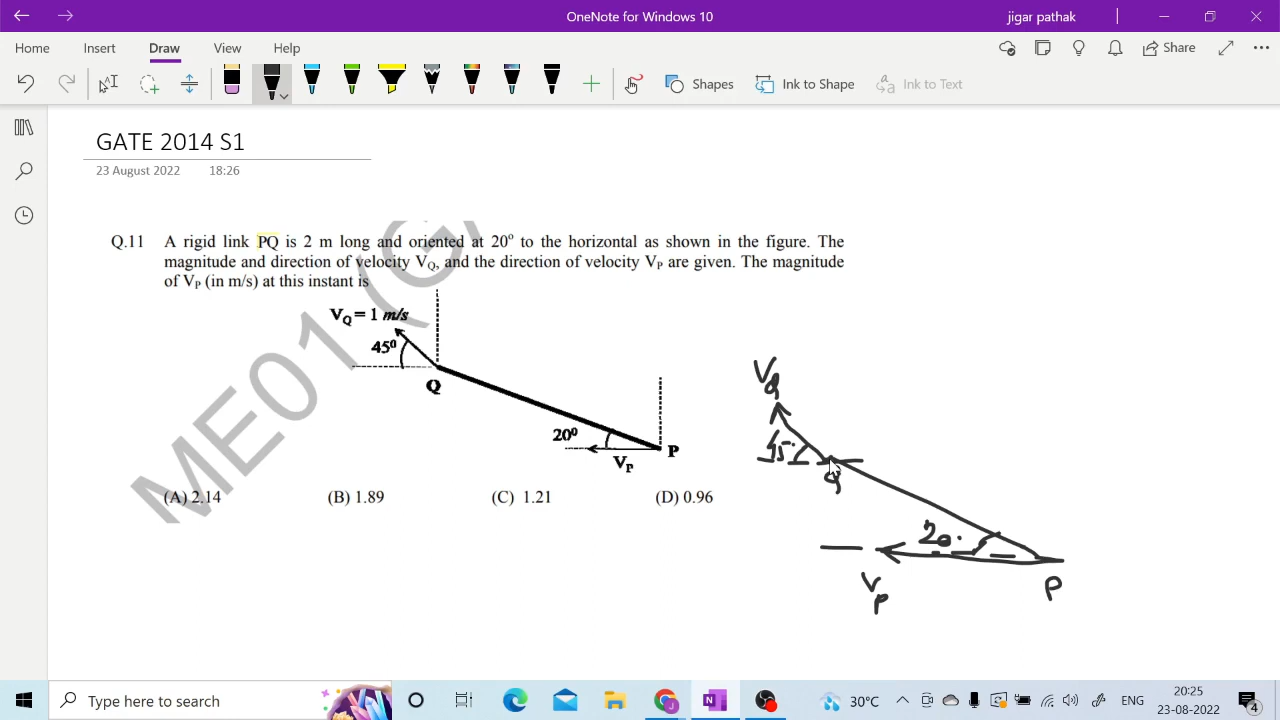 OneNote for Windows 10
jigar pathak
Home
Insert
Draw
View
Help
Share
Shapes
Ink to Shape
Ink to Text
GATE 2014 S1
23 August 2022 18:26
Q.11 A rigid link PQ is 2 m long and oriented at 20° to the horizontal as shown in the figure. The
magnitude and direction of velocity VQ, and the direction of velocity VP are given. The magnitude
of VP (in m/s) at this instant is
VQ = 1 m/s
45⁰
Q
20⁰
P
VP
(A) 2.14 (B) 1.89 (C) 1.21 (D) 0.96
ME01 (G
VQ
45°
Q
20°
VP
P
Type here to search
30°C
ENG
20:25
23-08-2022
4